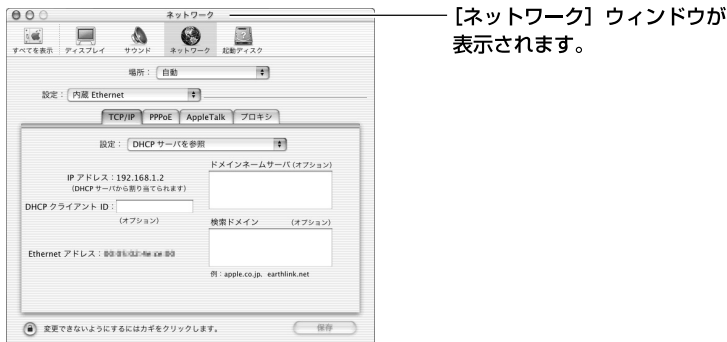 ネットワーク
[ネットワーク] ウィンドウが
表示されます。
すべてを表示 ディスプレイ サウンド ネットワーク 起動ディスク
場所： 自動
設定： 内蔵 Ethernet
TCP/IP PPPoE AppleTalk プロキシ
設定： DHCP サーバを参照
ドメインネームサーバ (オプション)
IP アドレス：192.168.1.2
(DHCP サーバから割り当てられます)
DHCP クライアント ID：
(オプション)
検索ドメイン (オプション)
Ethernet アドレス：
例：apple.co.jp、earthlink.net
変更できないようにするにはカギをクリックします。
保存